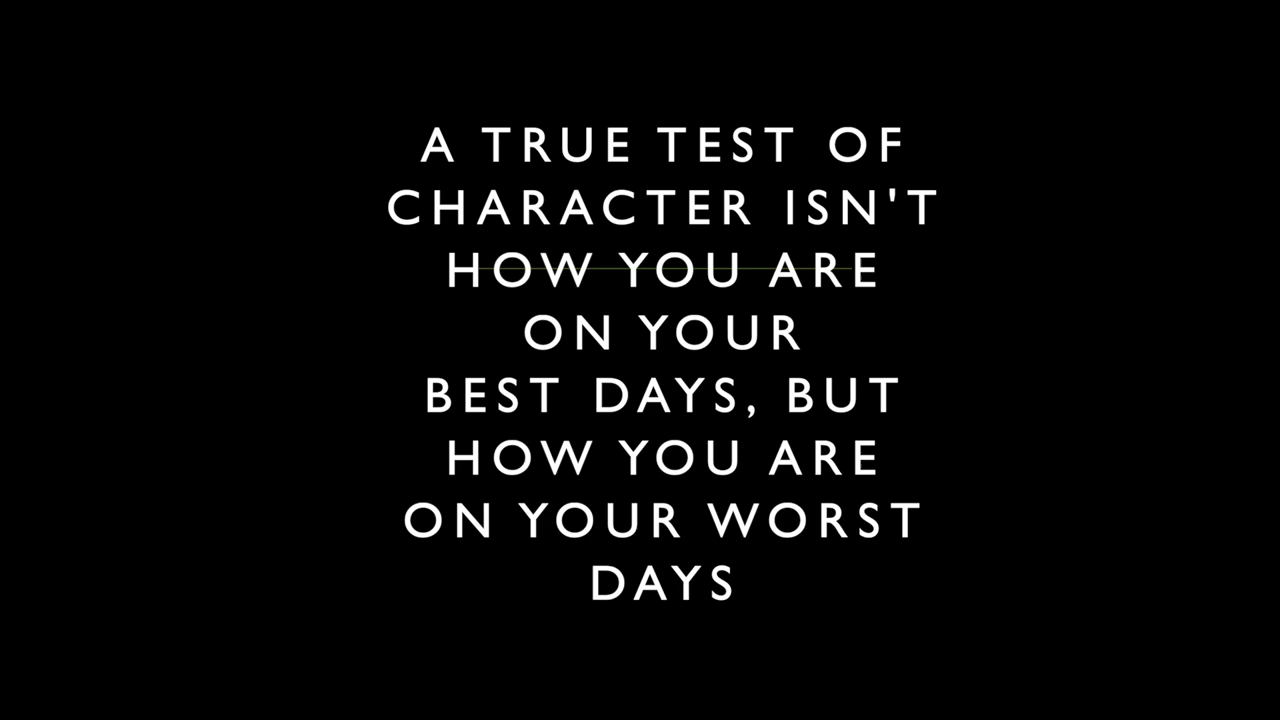 A TRUE TEST OF
CHARACTER ISN'T
HOW YOU ARE
ON YOUR
BEST DAYS, BUT
HOW YOU ARE
ON YOUR WORST
DAYS